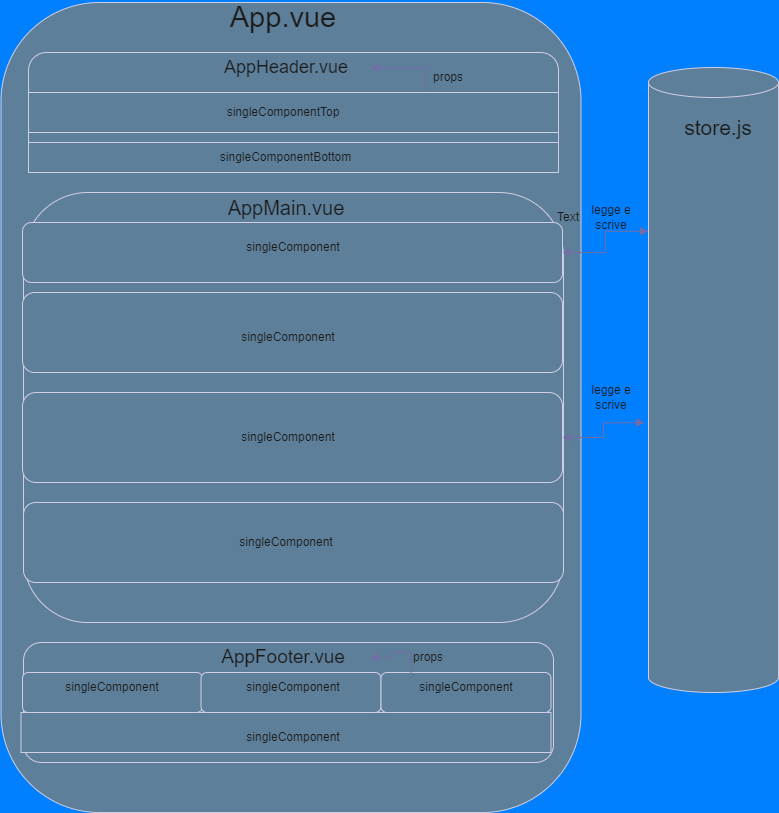 App.vue
AppHeader.vue
props
singleComponentTop
singleComponentBottom
store.js
AppMain.vue
Text
legge e
scrive
singleComponent
singleComponent
legge e
scrive
singleComponent
singleComponent
AppFooter.vue
props
singleComponent
singleComponent
singleComponent
singleComponent